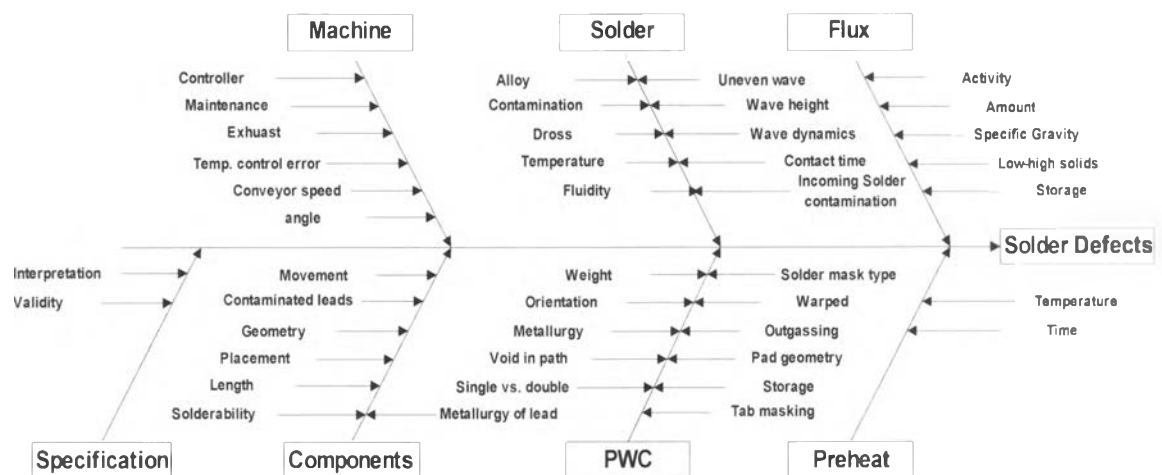 Machine
Solder
Flux
Controller
Alloy
Uneven wave
Activity
Maintenance
Contamination
Wave height
Amount
Exhuast
Dross
Wave dynamics
Specific Gravity
Temp. control error
Temperature
Contact time
Low-high solids
Conveyor speed
Fluidity
Incoming Solder
contamination
Storage
angle
Solder Defects
Interpretation
Movement
Weight
Solder mask type
Validity
Contaminated leads
Orientation
Warped
Temperature
Geometry
Metallurgy
Outgassing
Time
Placement
Void in path
Pad geometry
Length
Single vs. double
Storage
Solderability
Metallurgy of lead
Tab masking
Specification
Components
PWC
Preheat